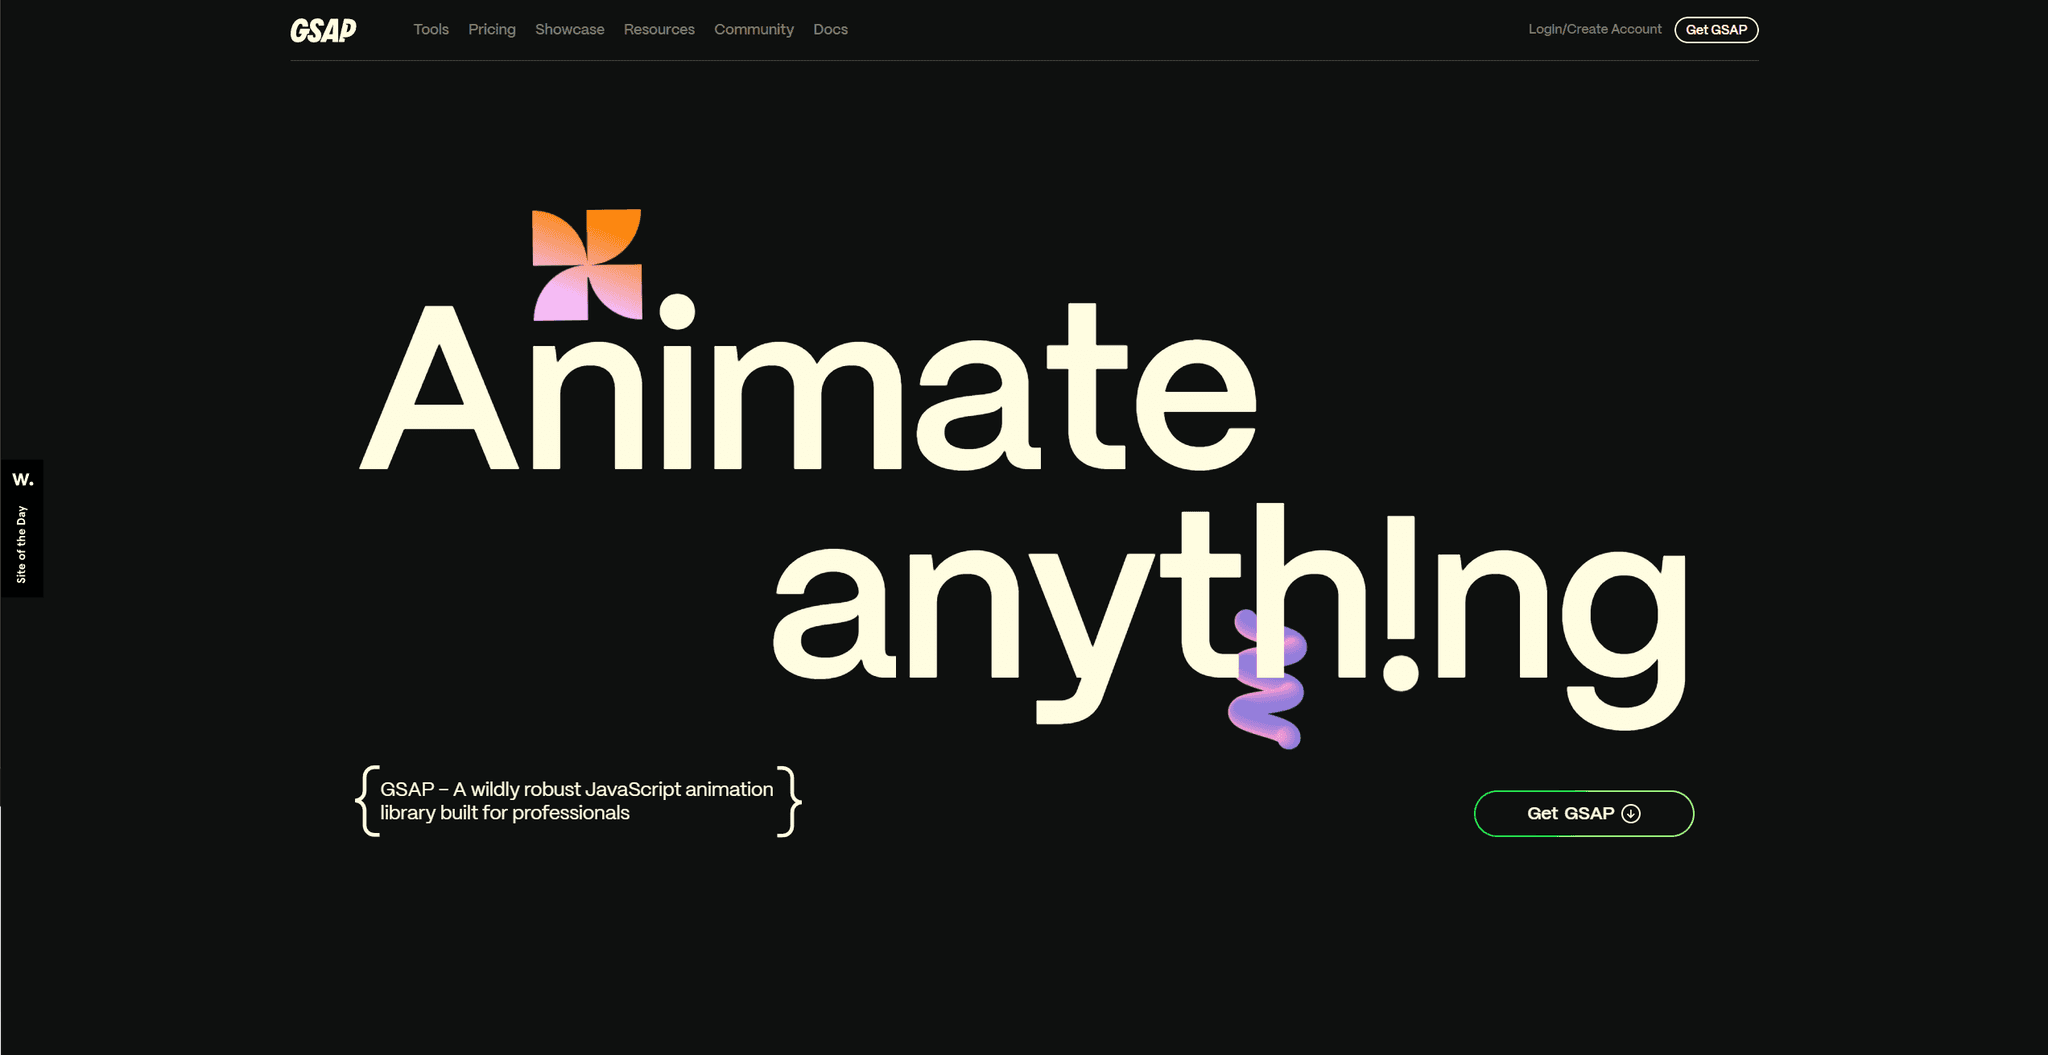 GSAP
Tools Pricing Showcase Resources Community Docs
LogIn/Create Account
Get GSAP
Animate
anyth!ng
W.
Site of the Day
{GSAP – A wildly robust JavaScript animation
library built for professionals}
Get GSAP